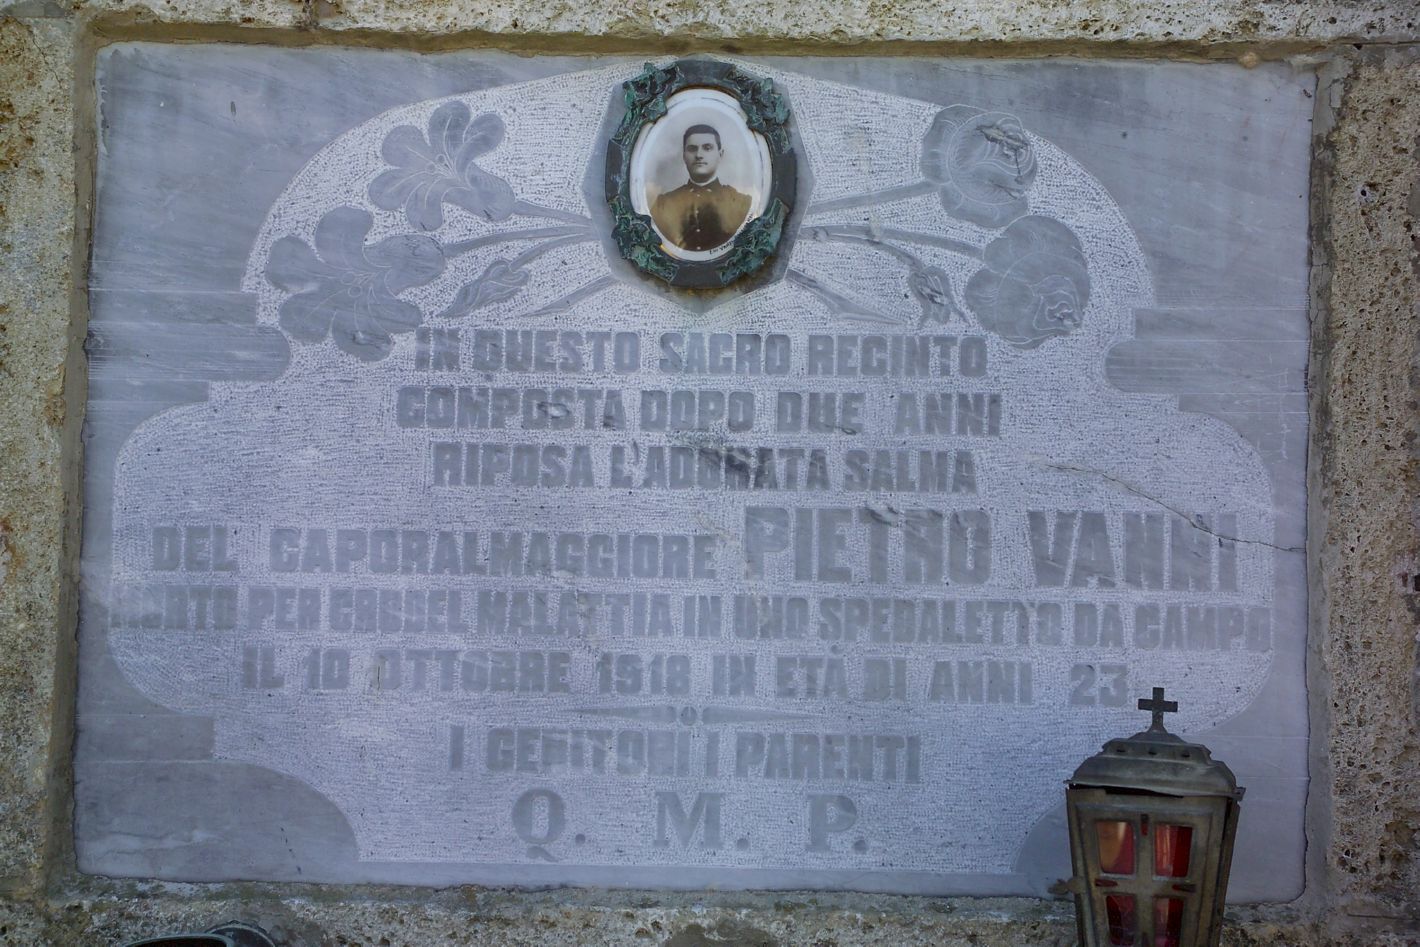 IN QUESTO SACRO RECINTO
COMPOSTA DOPO DUE ANNI
RIPOSA L'ADORATA SALMA
DEL CAPORALMAGGIORE PIETRO VANNI
MORTO PER CRUDEL MALATTIA IN UNO SPEDALETTO DA CAMPO
IL 10 OTTOBRE 1918 IN ETÀ DI ANNI 23
I GENITORI I PARENTI
Q. M. P.